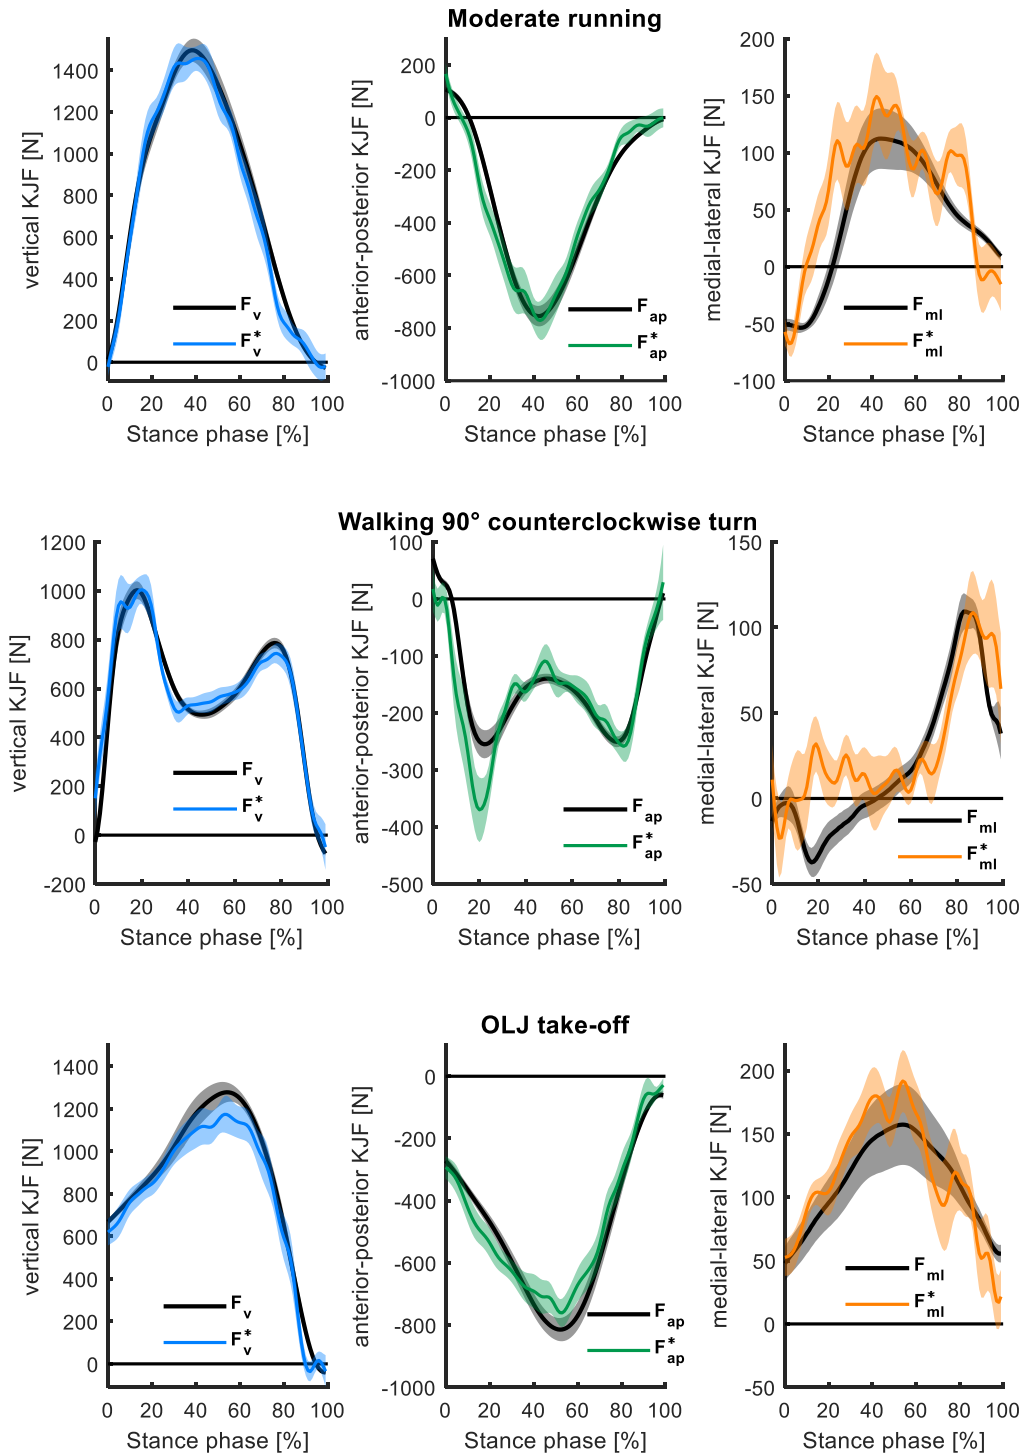 Moderate running
vertical KJF [N]
1400
1200
1000
800
600
400
200
0
0 20 40 60 80 100
Stance phase [%]
F_v
F_v^*
anterior-posterior KJF [N]
200
0
-200
-400
-600
-800
-1000
0 20 40 60 80 100
Stance phase [%]
F_ap
F_ap^*
medial-lateral KJF [N]
200
150
100
50
0
-50
-100
0 20 40 60 80 100
Stance phase [%]
F_ml
F_ml^*
Walking 90° counterclockwise turn
vertical KJF [N]
1200
1000
800
600
400
200
0
-200
0 20 40 60 80 100
Stance phase [%]
F_v
F_v^*
anterior-posterior KJF [N]
100
0
-100
-200
-300
-400
-500
0 20 40 60 80 100
Stance phase [%]
F_ap
F_ap^*
medial-lateral KJF [N]
150
100
50
0
-50
0 20 40 60 80 100
Stance phase [%]
F_ml
F_ml^*
OLJ take-off
vertical KJF [N]
1400
1200
1000
800
600
400
200
0
0 20 40 60 80 100
Stance phase [%]
F_v
F_v^*
anterior-posterior KJF [N]
0
-200
-400
-600
-800
-1000
0 20 40 60 80 100
Stance phase [%]
F_ap
F_ap^*
medial-lateral KJF [N]
200
150
100
50
0
-50
0 20 40 60 80 100
Stance phase [%]
F_ml
F_ml^*